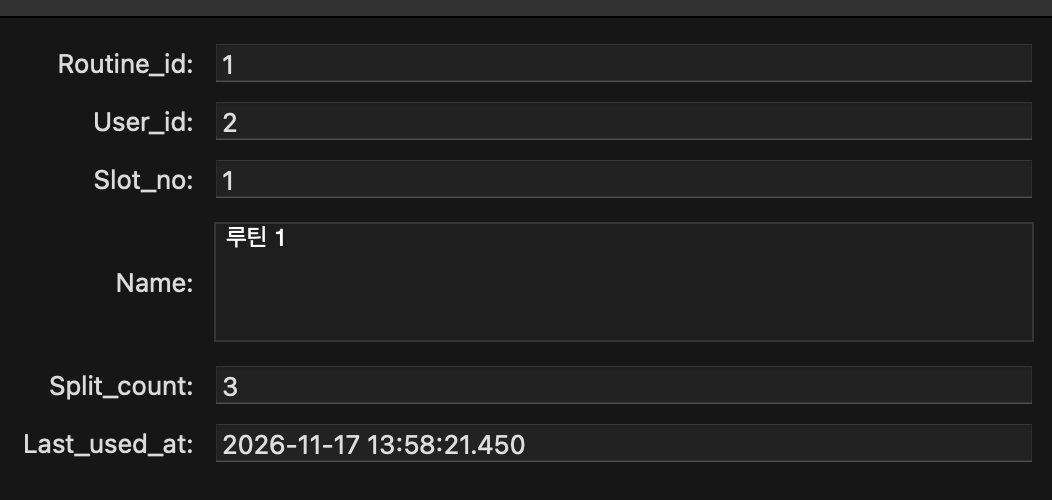 Routine_id: 1
User_id: 2
Slot_no: 1
Name: 루틴 1
Split_count: 3
Last_used_at: 2026-11-17 13:58:21.450